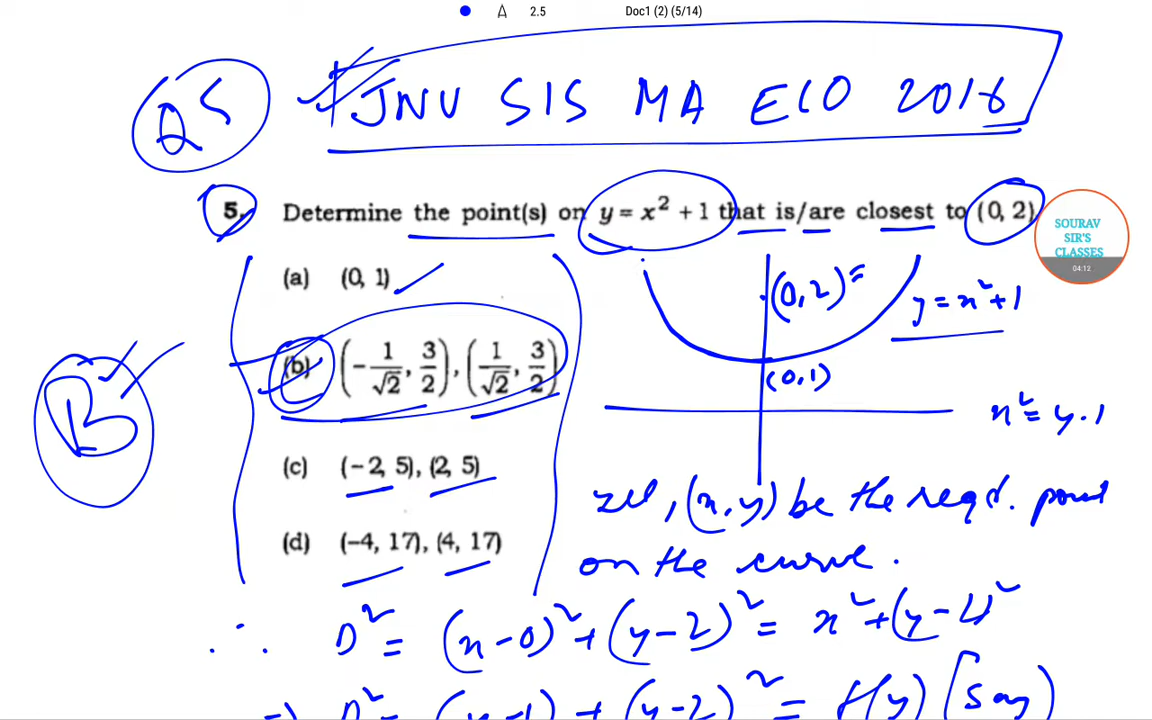 2.5 Doc1 (2) (5/14)
Q5 JNU SIS MA ECO 2016
5. Determine the point(s) on y = x² + 1 that is/are closest to (0, 2)
SOURAV
SIR'S
CLASSES
04:12
(a) (0, 1)
(0,2)
y = x² + 1
(b) (-1/√2, 3/2), (1/√2, 3/2)
B
(0,1)
x² = y-1
(c) (-2, 5), (2, 5)
(x, y) be the reqd. point
(d) (-4, 17), (4, 17)
on the curve.
∴ D² = (x-0)² + (y-2)² = x² + (y-2)²
⇒ D² = (y-1) + (y-2)² = f(y) (say)